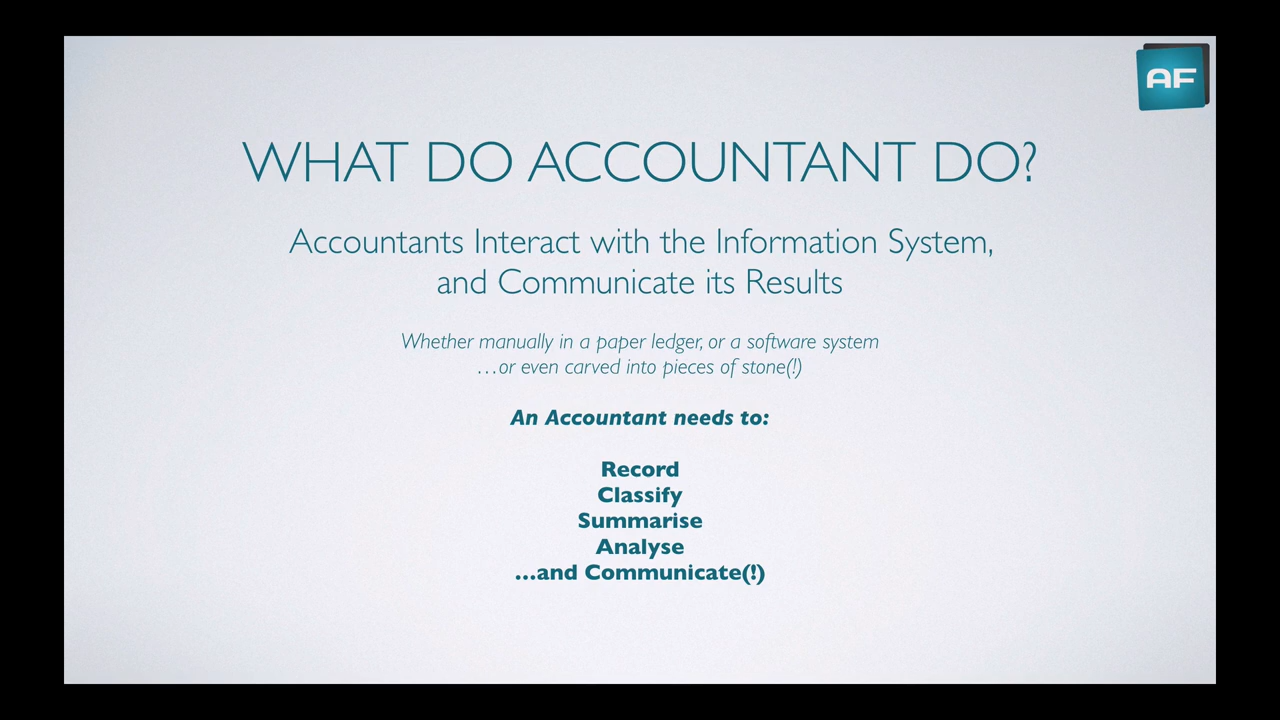 AF
WHAT DO ACCOUNTANT DO?
Accountants Interact with the Information System,
and Communicate its Results
Whether manually in a paper ledger, or a software system
…or even carved into pieces of stone(!)
An Accountant needs to:
Record
Classify
Summarise
Analyse
…and Communicate(!)